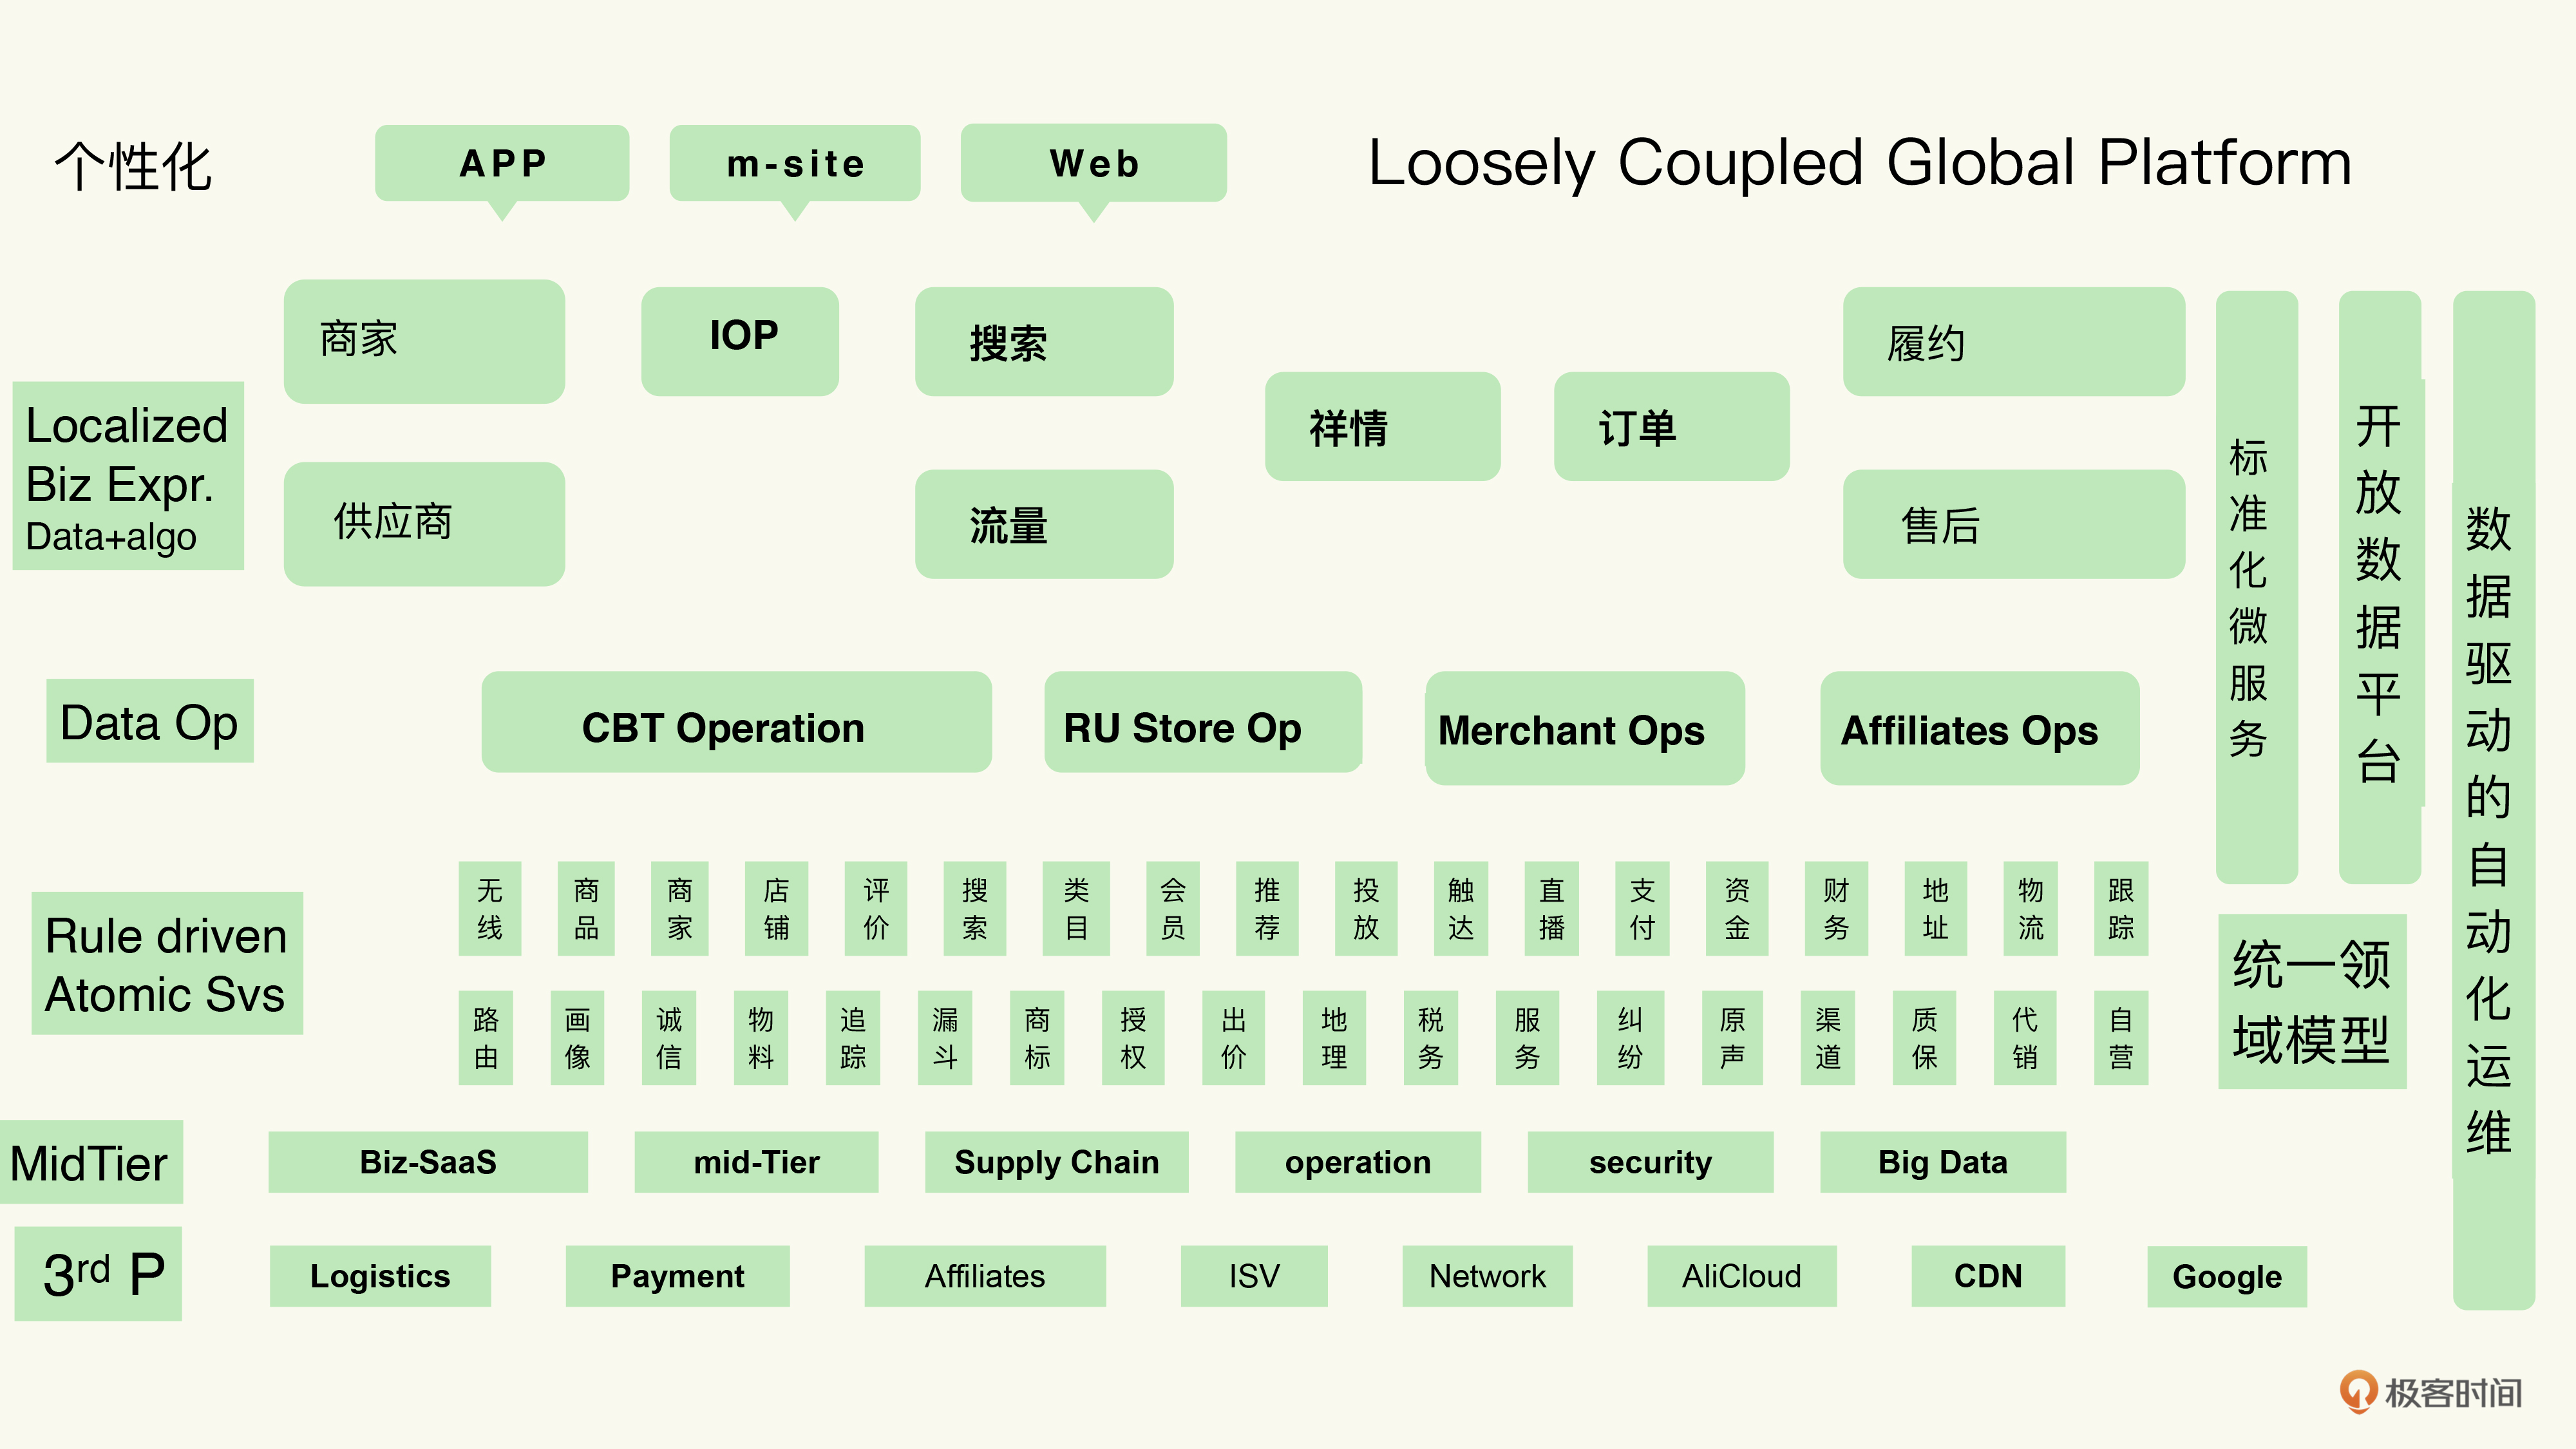 个性化
APP
m-site
Web
Loosely Coupled Global Platform
Localized
Biz Expr.
Data+algo
商家
IOP
搜索
祥情
订单
履约
供应商
流量
售后
Data Op
CBT Operation
RU Store Op
Merchant Ops
Affiliates Ops
Rule driven
Atomic Svs
无线
商品
商家
店铺
评价
搜索
类目
会员
推荐
投放
触达
直播
支付
资金
财务
地址
物流
跟踪
路由
画像
诚信
物料
追踪
漏斗
商标
授权
出价
地理
税务
服务
纠纷
原声
渠道
质保
代销
自营
MidTier
Biz-SaaS
mid-Tier
Supply Chain
operation
security
Big Data
3rd P
Logistics
Payment
Affiliates
ISV
Network
AliCloud
CDN
Google
标准化微服务
开放数据平台
统一领
域模型
数据驱动的自动化运维
极客时间